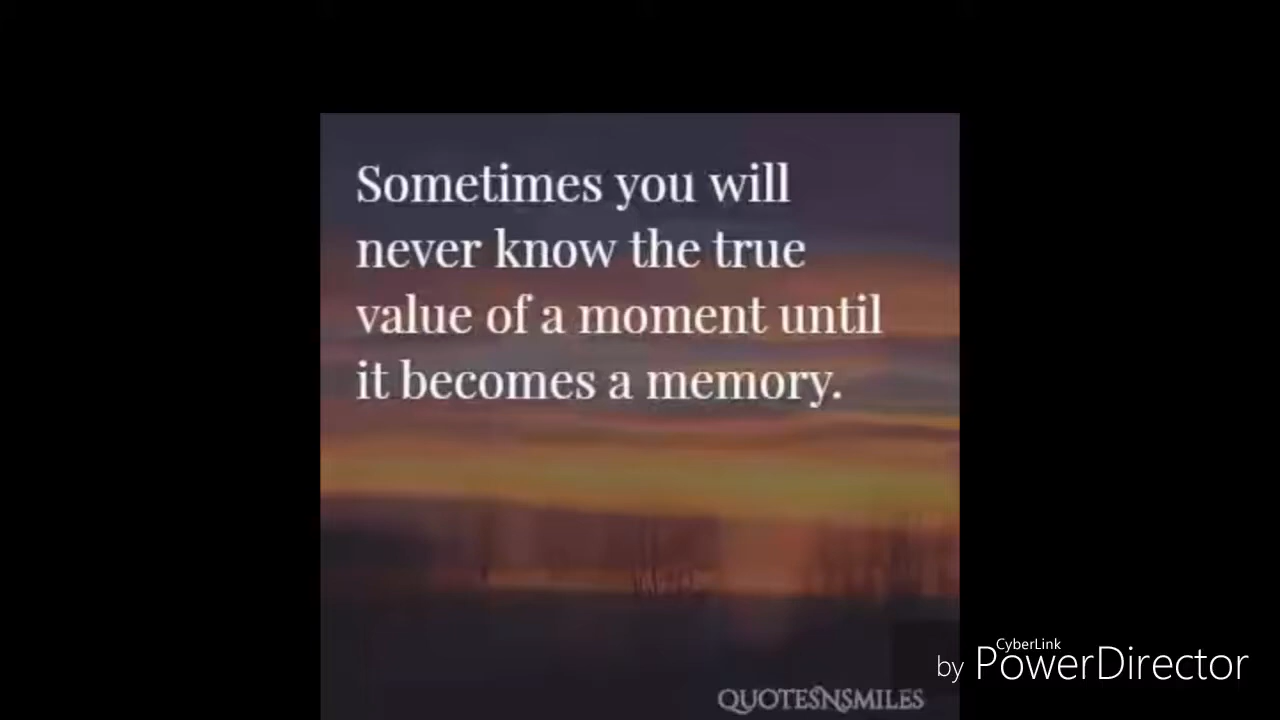 Sometimes you will
never know the true
value of a moment until
it becomes a memory.
CyberLink
by PowerDirector
QUOTESNSMILES